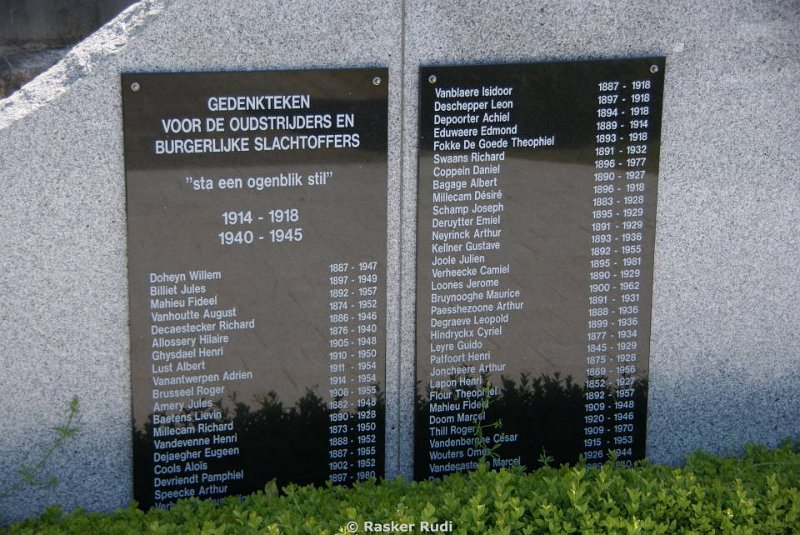 GEDENKTEKEN
VOOR DE OUDSTRIJDERS EN
BURGERLIJKE SLACHTOFFERS
"sta een ogenblik stil"
1914 - 1918
1940 - 1945
Doheyn Willem 1887 - 1947
Billiet Jules 1897 - 1949
Mahieu Fideel 1892 - 1957
Vanhoutte August 1874 - 1952
Decaestecker Richard 1886 - 1946
Allossery Hilaire 1876 - 1940
Ghysdael Henri 1905 - 1948
Lust Albert 1910 - 1950
Vanantwerpen Adrien 1911 - 1954
Brusseel Roger 1914 - 1954
Amery Jules 1908 - 1955
Baetens Lievin 1882 - 1948
Millecam Richard 1890 - 1928
Vandevenne Henri 1873 - 1950
Dejaegher Eugeen 1888 - 1952
Cools Aloïs 1887 - 1955
Devriendt Pamphiel 1902 - 1952
Speecke Arthur 1897 - 1980
Vanblaere Isidoor 1887 - 1918
Deschepper Leon 1897 - 1918
Depoorter Achiel 1894 - 1918
Eduwaere Edmond 1889 - 1914
Fokke De Goede Theophiel 1893 - 1918
Swaans Richard 1891 - 1932
Coppein Daniel 1896 - 1977
Bagage Albert 1890 - 1927
Millecam Désiré 1896 - 1918
Schamp Joseph 1883 - 1928
Deruytter Emiel 1895 - 1929
Neyrinck Arthur 1891 - 1929
Kellner Gustave 1893 - 1936
Joole Julien 1892 - 1955
Verheecke Camiel 1895 - 1981
Loones Jerome 1890 - 1929
Bruynooghe Maurice 1900 - 1962
Paesshezoone Arthur 1891 - 1931
Degraeve Leopold 1888 - 1936
Hindryckx Cyriel 1899 - 1936
Leyre Guido 1877 - 1934
Patfoort Henri 1845 - 1929
Joncheere Arthur 1875 - 1928
Lapon Henri 1869 - 1956
Flour Theophiel 1852 - 1927
Mahieu Fideel 1892 - 1957
Doom Marcel 1909 - 1948
Thill Roger 1920 - 1946
Vandenberghe César 1909 - 1970
Wouters Omer 1915 - 1953
Marcel 1926 - 1944
© Rasker Rudi